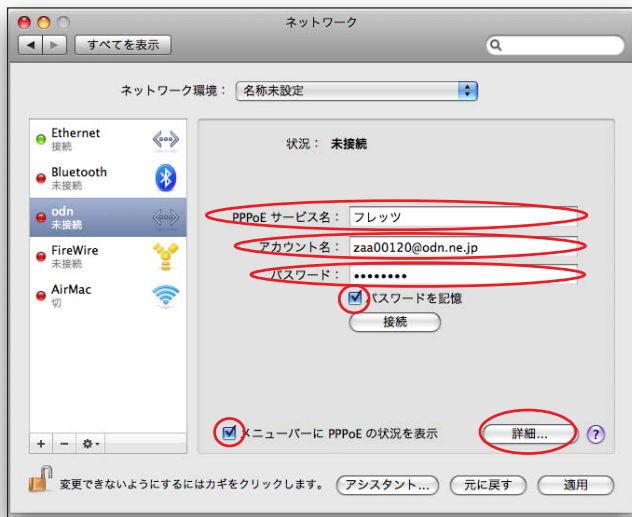 ネットワーク
すべてを表示
ネットワーク環境： 名称未設定
Ethernet
接続
Bluetooth
未接続
odn
未接続
FireWire
未接続
AirMac
切
状況： 未接続
PPPoE サービス名： フレッツ
アカウント名： zaa00120@odn.ne.jp
パスワード： ••••••••
パスワードを記憶
接続
メニューバーに PPPoE の状況を表示 詳細... ?
変更できないようにするにはカギをクリックします。 アシスタント... 元に戻す 適用